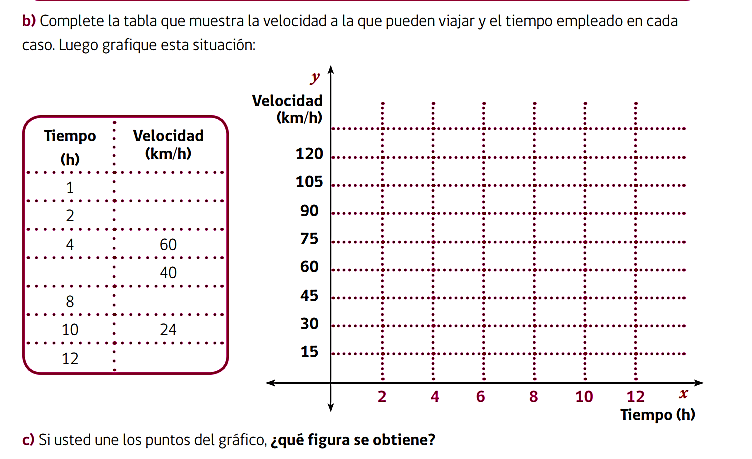 b) Complete la tabla que muestra la velocidad a la que pueden viajar y el tiempo empleado en cada
caso. Luego grafique esta situación:
Tiempo (h) Velocidad (km/h)
1
2
4 60
40
8
10 24
12
y
Velocidad
(km/h)
120
105
90
75
60
45
30
15
2 4 6 8 10 12 x
Tiempo (h)
c) Si usted une los puntos del gráfico, ¿qué figura se obtiene?